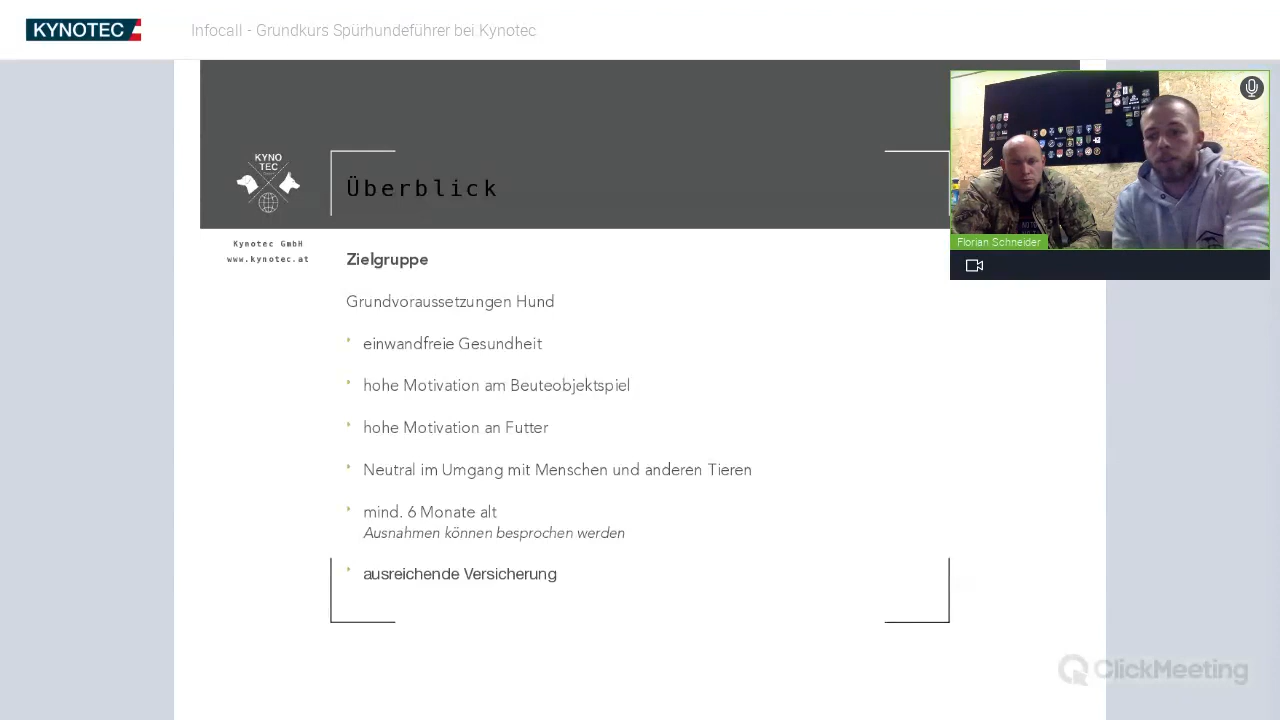 KYNOTEC
Infocall - Grundkurs Spürhundeführer bei Kynotec
KYNO
TEC
Überblick
Kynotec GmbH
www.kynotec.at
Florian Schneider
Zielgruppe
Grundvoraussetzungen Hund
einwandfreie Gesundheit
hohe Motivation am Beuteobjektspiel
hohe Motivation an Futter
Neutral im Umgang mit Menschen und anderen Tieren
mind. 6 Monate alt
Ausnahmen können besprochen werden
ausreichende Versicherung
ClickMeeting